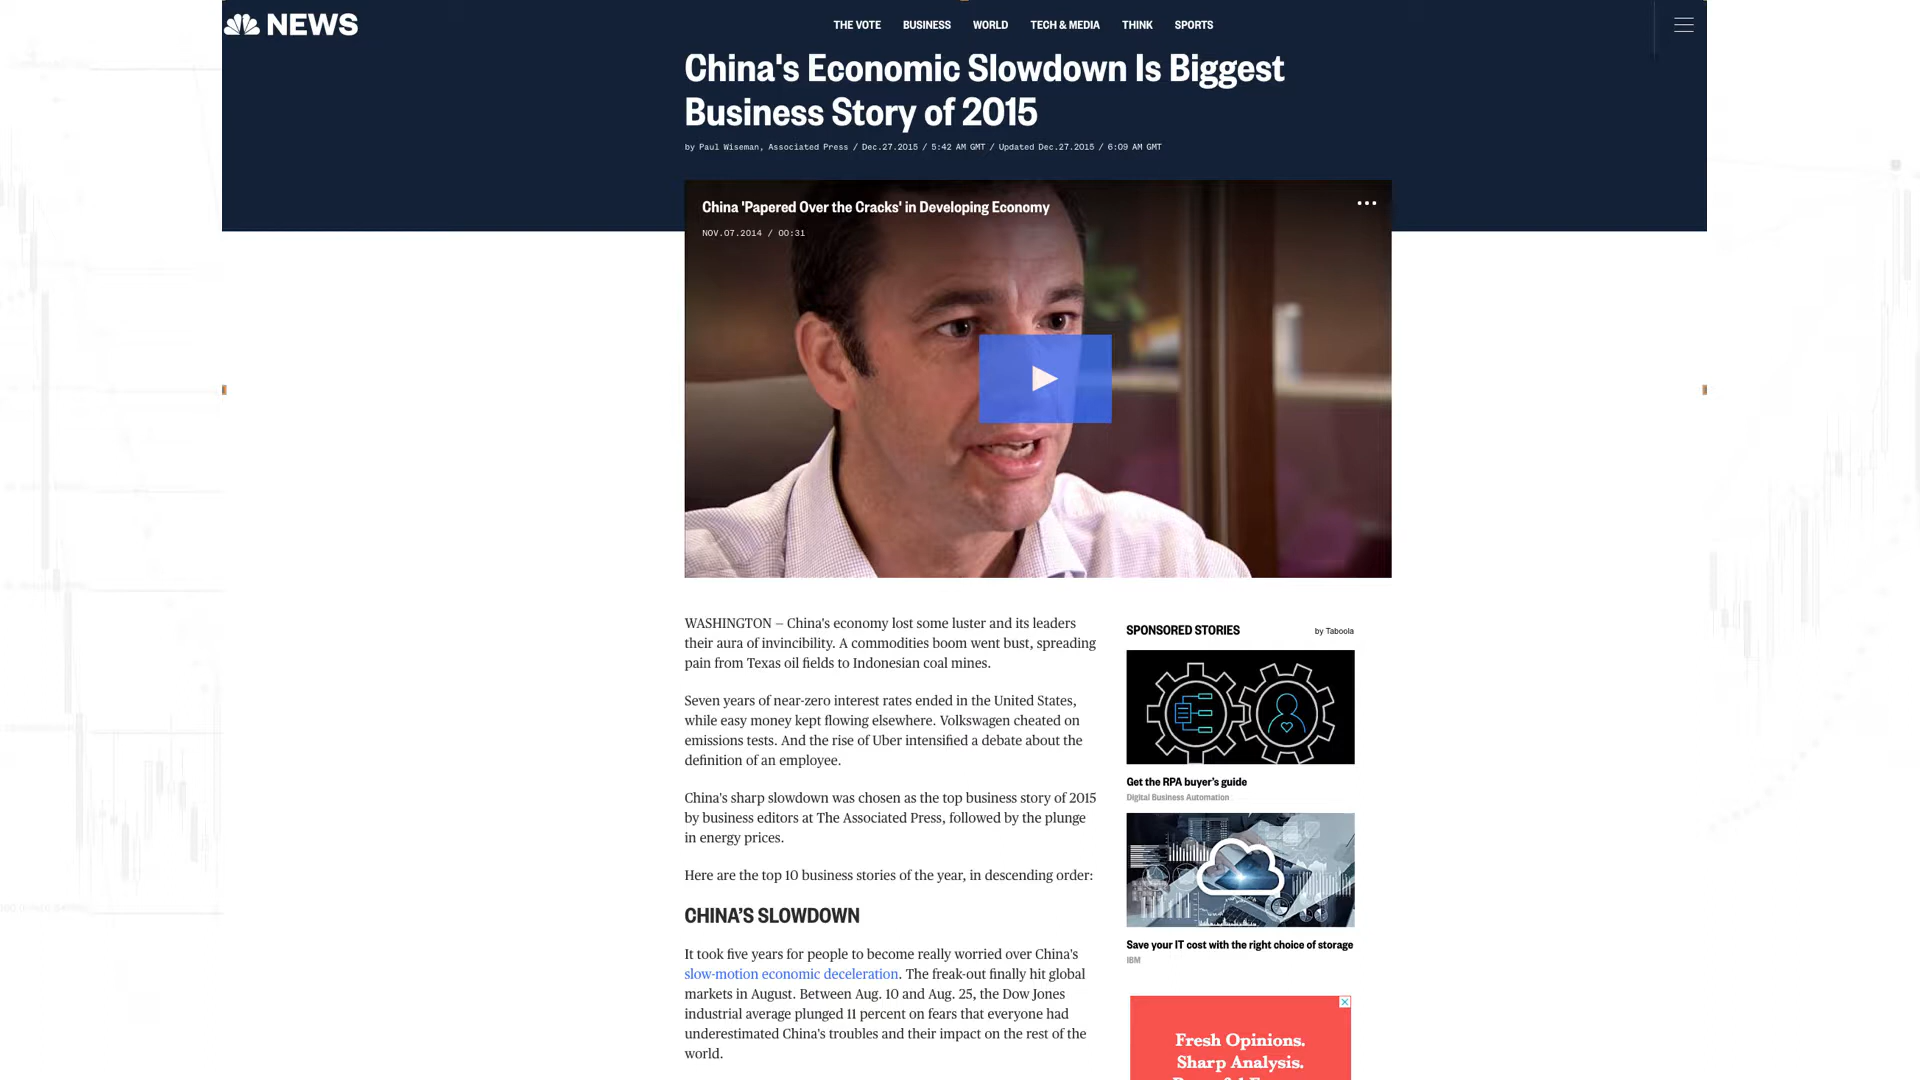 NEWS
THE VOTE BUSINESS WORLD TECH & MEDIA THINK SPORTS
China's Economic Slowdown Is Biggest
Business Story of 2015
by Paul Wiseman, Associated Press / Dec.27.2015 / 5:42 AM GMT / Updated Dec.27.2015 / 6:09 AM GMT
China 'Papered Over the Cracks' in Developing Economy
NOV.07.2014 / 00:31
WASHINGTON — China's economy lost some luster and its leaders
their aura of invincibility. A commodities boom went bust, spreading
pain from Texas oil fields to Indonesian coal mines.
Seven years of near-zero interest rates ended in the United States,
while easy money kept flowing elsewhere. Volkswagen cheated on
emissions tests. And the rise of Uber intensified a debate about the
definition of an employee.
China's sharp slowdown was chosen as the top business story of 2015
by business editors at The Associated Press, followed by the plunge
in energy prices.
Here are the top 10 business stories of the year, in descending order:
CHINA'S SLOWDOWN
It took five years for people to become really worried over China's
slow-motion economic deceleration. The freak-out finally hit global
markets in August. Between Aug. 10 and Aug. 25, the Dow Jones
industrial average plunged 11 percent on fears that everyone had
underestimated China's troubles and their impact on the rest of the
world.
SPONSORED STORIES by Taboola
Get the RPA buyer's guide
Digital Business Automation
Save your IT cost with the right choice of storage
IBM
Fresh Opinions.
Sharp Analysis.